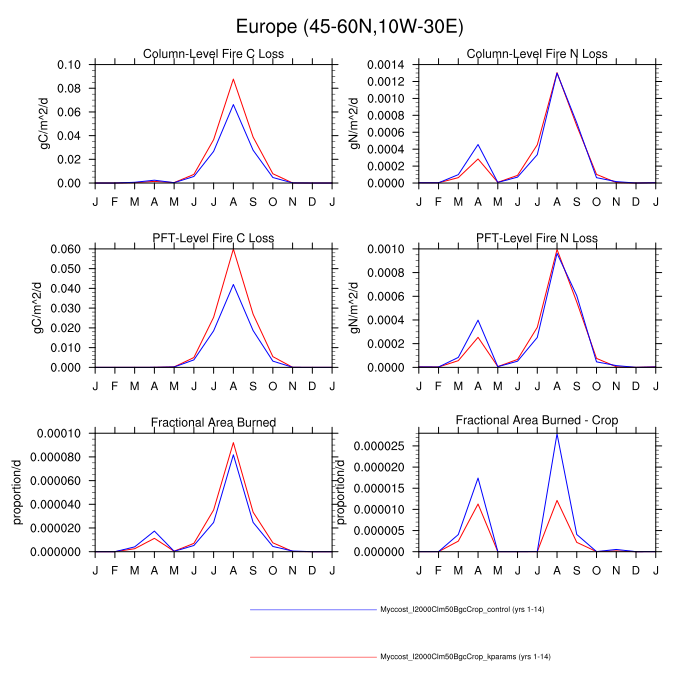 Europe (45-60N,10W-30E)
Column-Level Fire C Loss
gC/m^2/d
0.10
0.08
0.06
0.04
0.02
0.00
J F M A M J J A S O N D J
Column-Level Fire N Loss
gN/m^2/d
0.0014
0.0012
0.0010
0.0008
0.0006
0.0004
0.0002
0.0000
J F M A M J J A S O N D J
PFT-Level Fire C Loss
gC/m^2/d
0.060
0.050
0.040
0.030
0.020
0.010
0.000
J F M A M J J A S O N D J
PFT-Level Fire N Loss
gN/m^2/d
0.0010
0.0008
0.0006
0.0004
0.0002
0.0000
J F M A M J J A S O N D J
Fractional Area Burned
proportion/d
0.00010
0.000080
0.000060
0.000040
0.000020
0.000000
J F M A M J J A S O N D J
Fractional Area Burned - Crop
proportion/d
0.000025
0.000020
0.000015
0.000010
0.000005
0.000000
J F M A M J J A S O N D J
Myccost_I2000Clm50BgcCrop_control (yrs 1-14)
Myccost_I2000Clm50BgcCrop_kparams (yrs 1-14)